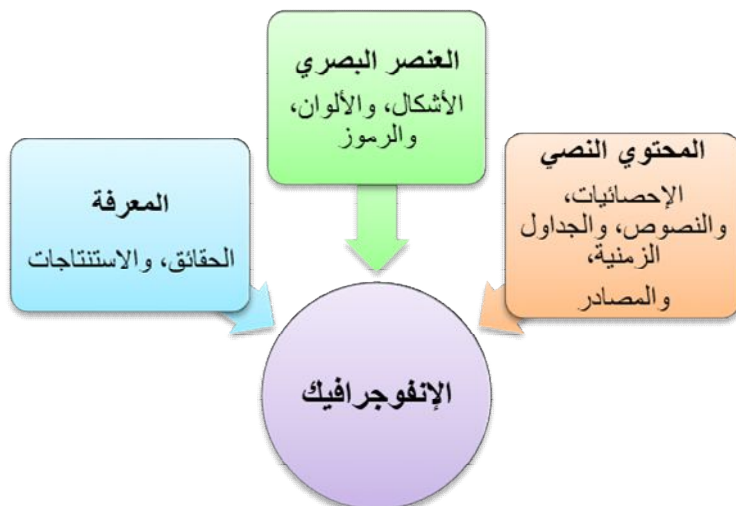 العنصر البصري
الأشكال، والألوان،
والرموز
المحتوي النصي
الإحصائيات،
والنصوص، والجداول
الزمنية،
والمصادر
المعرفة
الحقائق، والاستنتاجات
الإنفوجرافيك